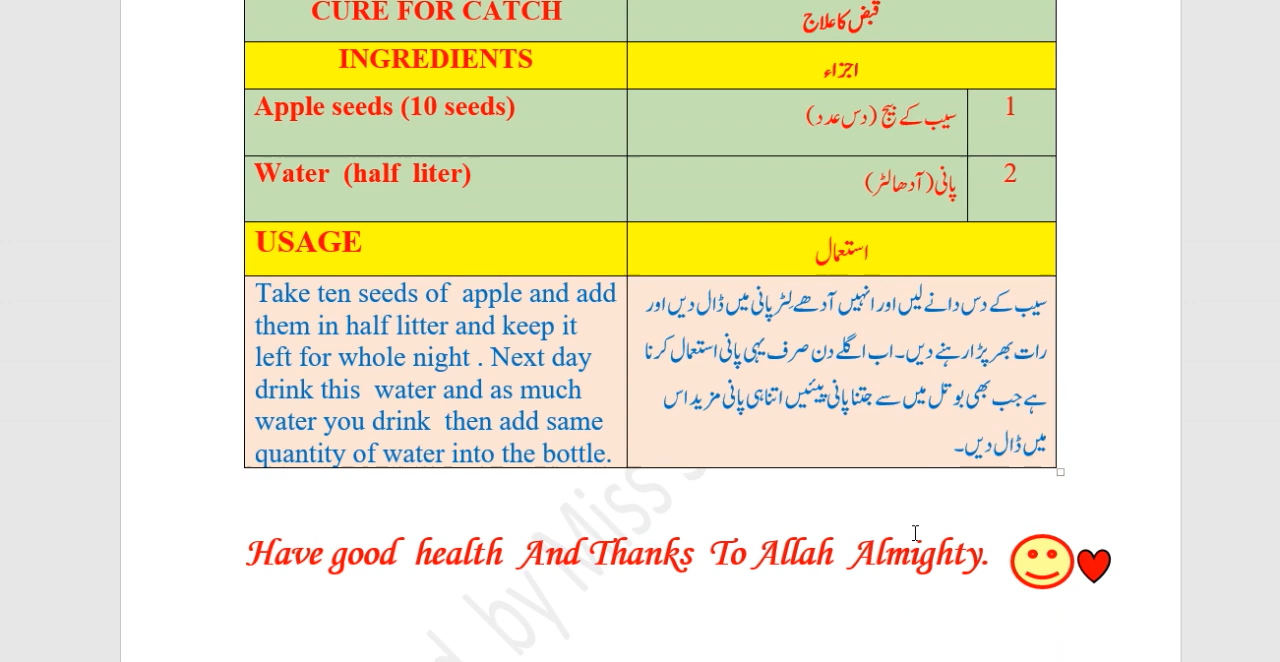 CURE FOR CATCH
قبض کا علاج
INGREDIENTS
اجزاء
Apple seeds (10 seeds)
سیب کے بیج (دس عدد)
1
Water (half liter)
پانی (آدھا لٹر)
2
USAGE
استعمال
Take ten seeds of apple and add
them in half litter and keep it
left for whole night . Next day
drink this water and as much
water you drink then add same
quantity of water into the bottle.
سیب کے دس دانے لیں اور انہیں آدھے لٹر پانی میں ڈال دیں اور
رات بھر پڑا رہنے دیں۔ اب اگلے دن صرف یہی پانی استعمال کرنا
ہے جب بھی بوتل میں سے جتنا پانی پیئیں اتنا ہی پانی مزید اس
میں ڈال دیں۔
Have good health And Thanks To Allah Almighty.
by Miss